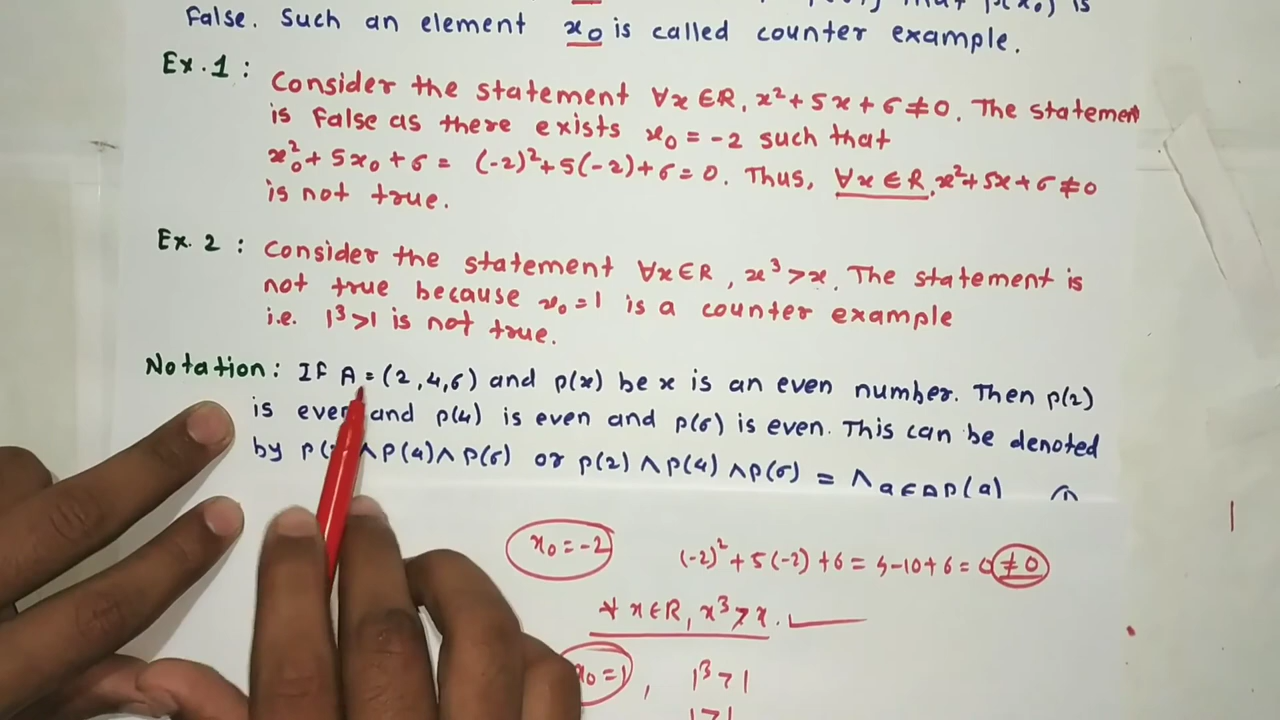 p(x₀) is
False. Such an element x₀ is called counter example.
Ex.1: Consider the statement ∀x∈R, x²+5x+6≠0. The statement
is False as there exists x₀=-2 such that
x₀²+5x₀+6= (-2)²+5(-2)+6=0. Thus, ∀x∈R, x²+5x+6≠0
is not true.
Ex. 2: Consider the statement ∀x∈R, x³>x. The statement is
not true because x₀=1 is a counter example
i.e. 1³>1 is not true.
Notation: If A=(2,4,6) and p(x) be x is an even number. Then p(2)
is even and p(4) is even and p(6) is even. This can be denoted
by ∧P(4)∧P(6) or p(2)∧p(4)∧p(6) = ∧a∈Ap(a)
x₀=-2 (-2)²+5(-2)+6=4-10+6=0≠0
∀ x∈R, x³>x.
x₀=1, 1³>1
1>1